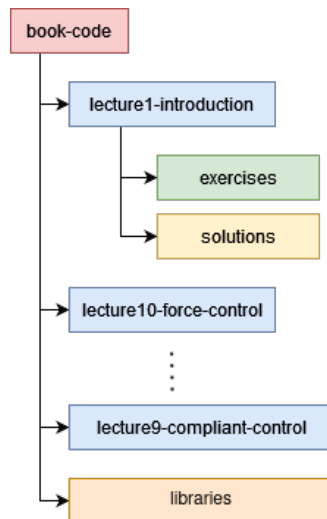 book-code
lecture1-introduction
exercises
solutions
lecture10-force-control
lecture9-compliant-control
libraries